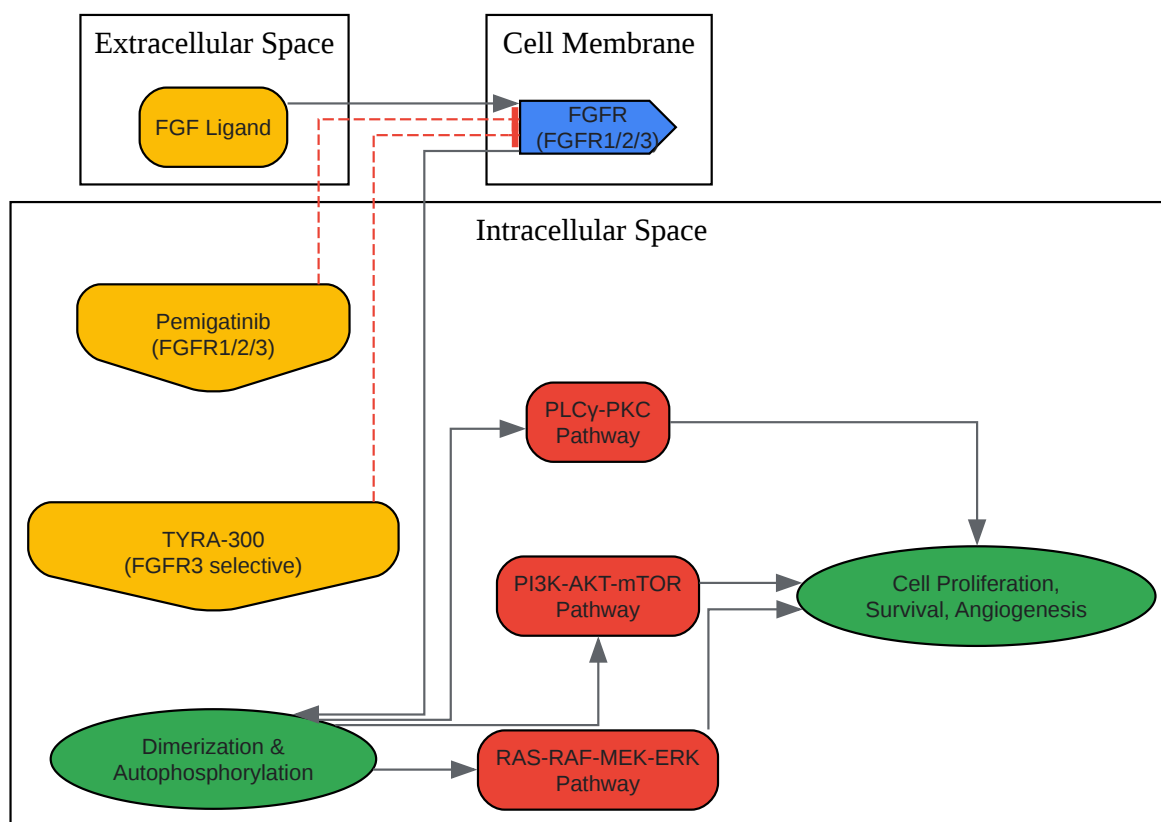 Extracellular Space
Cell Membrane
FGF Ligand
FGFR
(FGFR1/2/3)
Intracellular Space
Pemigatinib
(FGFR1/2/3)
PLCγ-PKC
Pathway
TYRA-300
(FGFR3 selective)
PI3K-AKT-mTOR
Pathway
Cell Proliferation,
Survival, Angiogenesis
Dimerization &
Autophosphorylation
RAS-RAF-MEK-ERK
Pathway